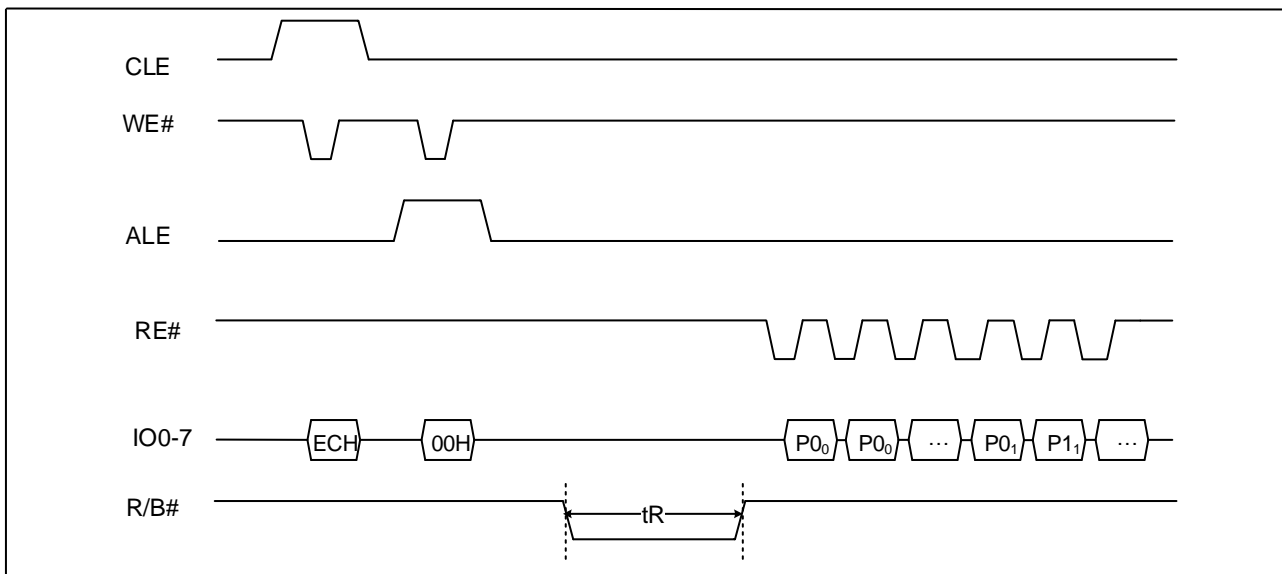 CLE
WE#
ALE
RE#
IO0-7 ECH 00H P0₀ P0₀ ... P0₁ P1₁ ...
R/B# tR